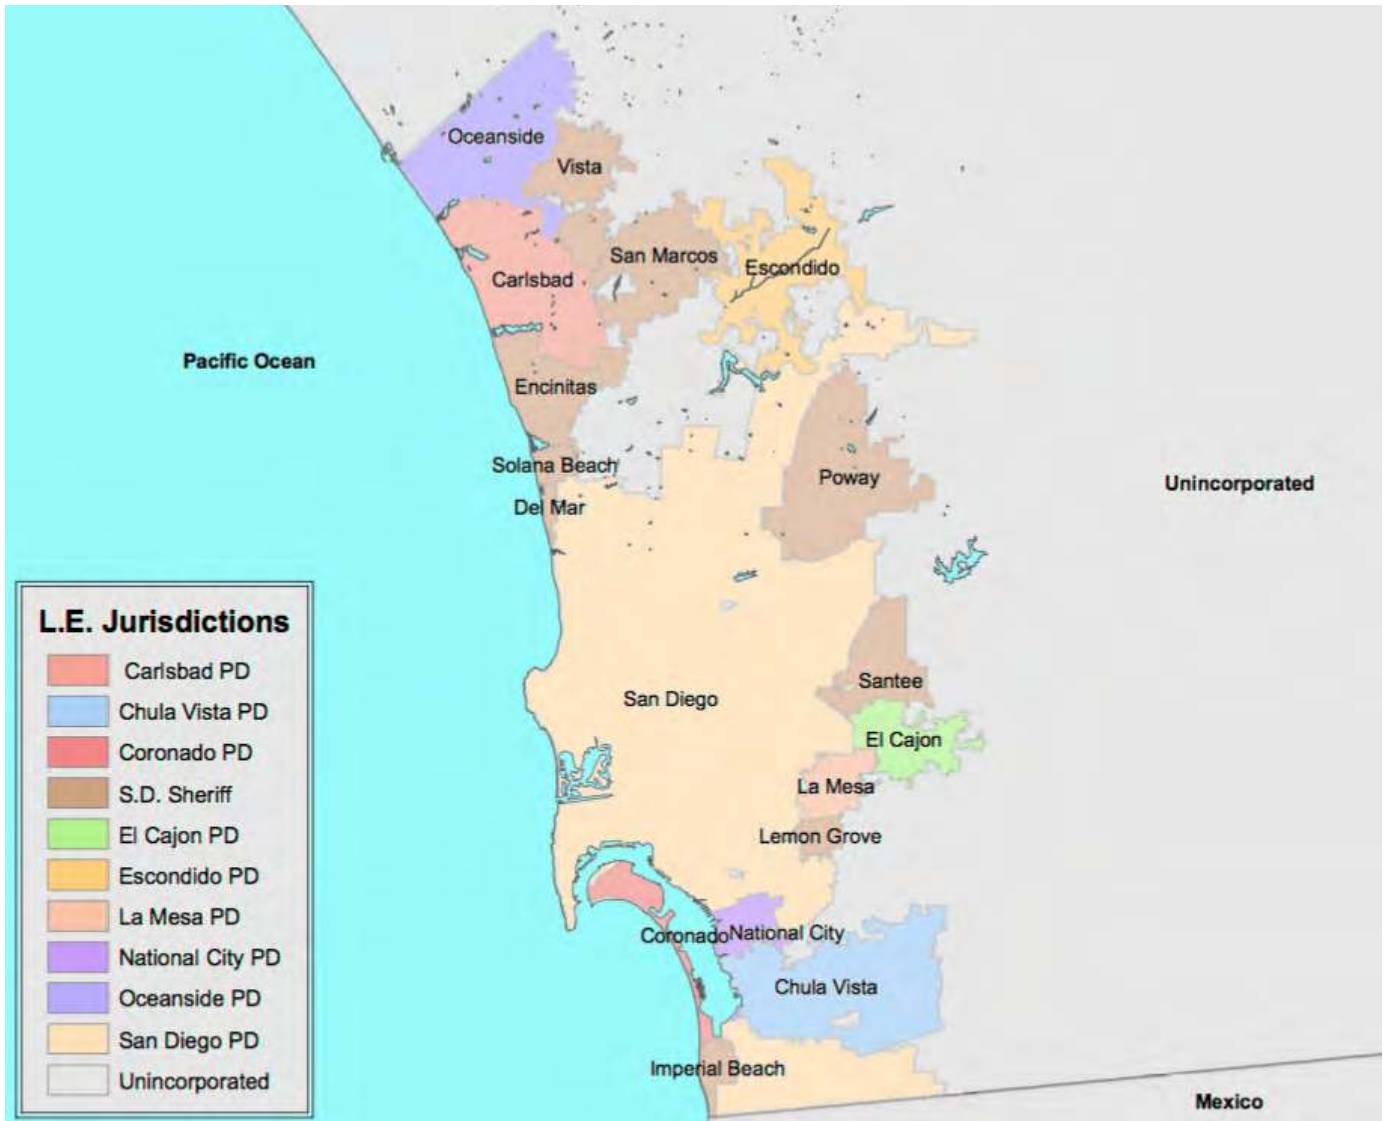 Oceanside
Vista
San Marcos
Escondido
Carlsbad
Pacific Ocean
Encinitas
Solana Beach
Poway
Unincorporated
Del Mar
L.E. Jurisdictions
Carlsbad PD
Chula Vista PD
Coronado PD
S.D. Sheriff
El Cajon PD
Escondido PD
La Mesa PD
National City PD
Oceanside PD
San Diego PD
Unincorporated
Santee
San Diego
El Cajon
La Mesa
Lemon Grove
Coronado
National City
Chula Vista
Imperial Beach
Mexico